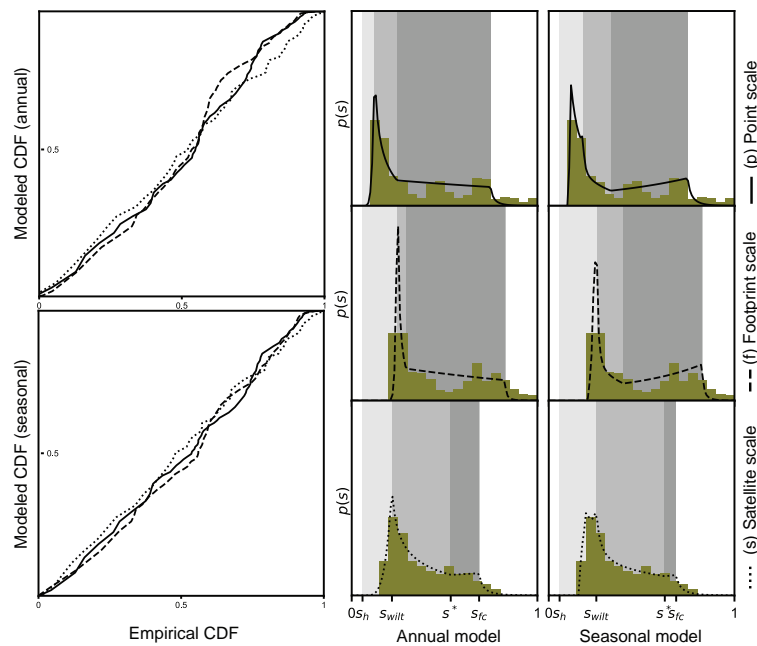 Modeled CDF (annual)
0.5
0
0.5
1
Modeled CDF (seasonal)
0.5
0
0.5
1
Empirical CDF
p(s)
p(s)
p(s)
0 s_h s_wilt s* s_fc 1
Annual model
0 s_h s_wilt s* s_fc 1
Seasonal model
(p) Point scale
(f) Footprint scale
(s) Satellite scale